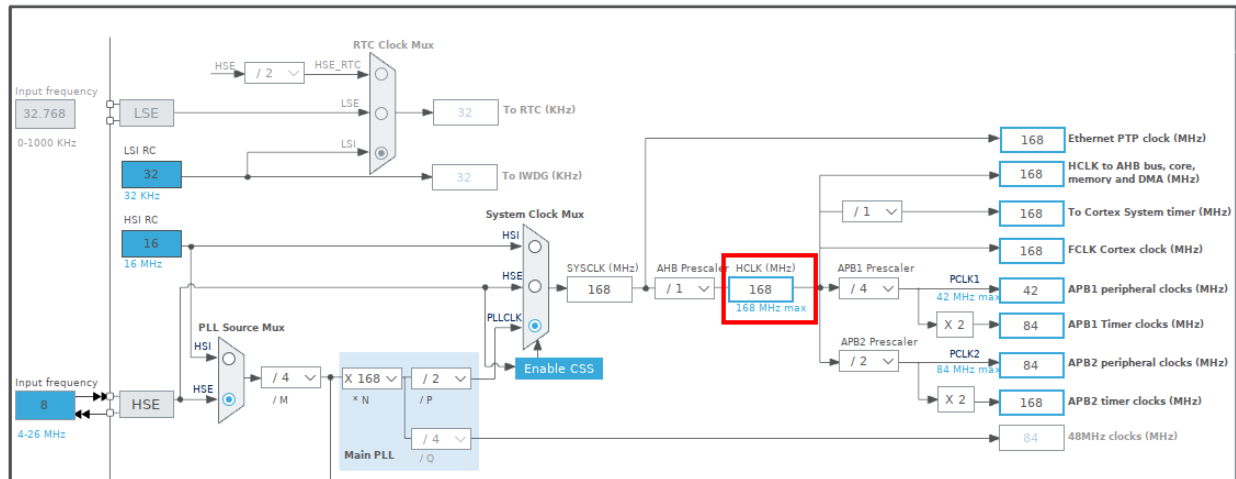 RTC Clock Mux
HSE
/ 2
HSE_RTC
Input frequency
32.768
0-1000 KHz
LSE
LSE
32
To RTC (KHz)
LSI RC
32
32 KHz
LSI
32
To IWDG (KHz)
HSI RC
16
16 MHz
System Clock Mux
HSI
HSE
PLLCLK
SYSCLK (MHz)
168
AHB Prescaler
/ 1
HCLK (MHz)
168
168 MHz max
Enable CSS
168
Ethernet PTP clock (MHz)
168
HCLK to AHB bus, core,
memory and DMA (MHz)
/ 1
168
To Cortex System timer (MHz)
168
FCLK Cortex clock (MHz)
APB1 Prescaler
/ 4
PCLK1
42 MHz max
42
APB1 peripheral clocks (MHz)
X 2
84
APB1 Timer clocks (MHz)
APB2 Prescaler
/ 2
PCLK2
84 MHz max
84
APB2 peripheral clocks (MHz)
X 2
168
APB2 timer clocks (MHz)
84
48MHz clocks (MHz)
PLL Source Mux
HSI
HSE
Input frequency
8
4-26 MHz
HSE
/ 4
/ M
X 168
* N
/ 2
/ P
/ 4
/ Q
Main PLL